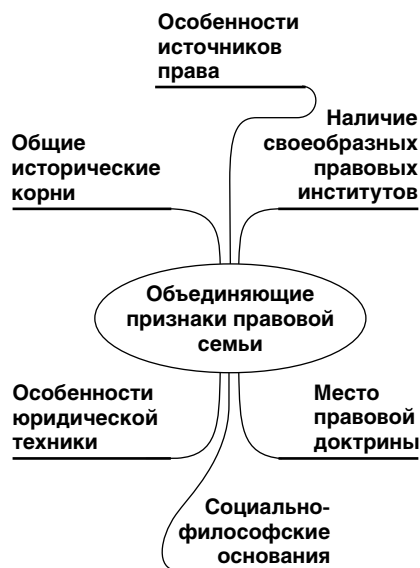 Особенности
источников
права
Общие
исторические
корни
Наличие
своеобразных
правовых
институтов
Объединяющие
признаки правовой
семьи
Особенности
юридической
техники
Место
правовой
доктрины
Социально-
философские
основания